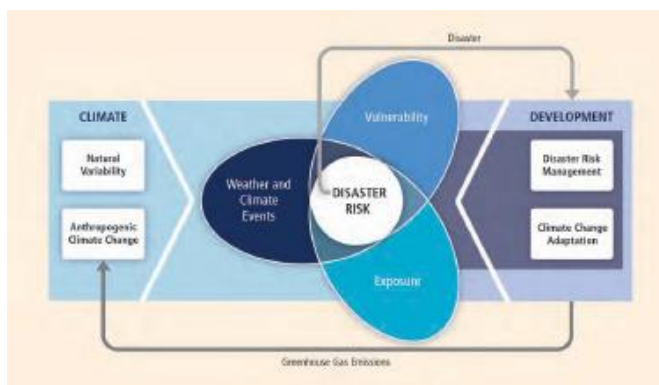 Disaster
CLIMATE
DEVELOPMENT
Vulnerability
Natural
Variability
Disaster Risk
Management
Weather and
Climate
Events
DISASTER
RISK
Anthropogenic
Climate Change
Climate Change
Adaptation
Exposure
Greenhouse Gas Emissions